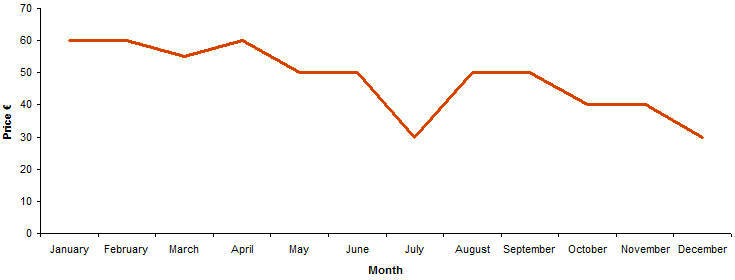 70
60
50
40
30
20
10
0
Price €
January February March April May June July August September October November December
Month